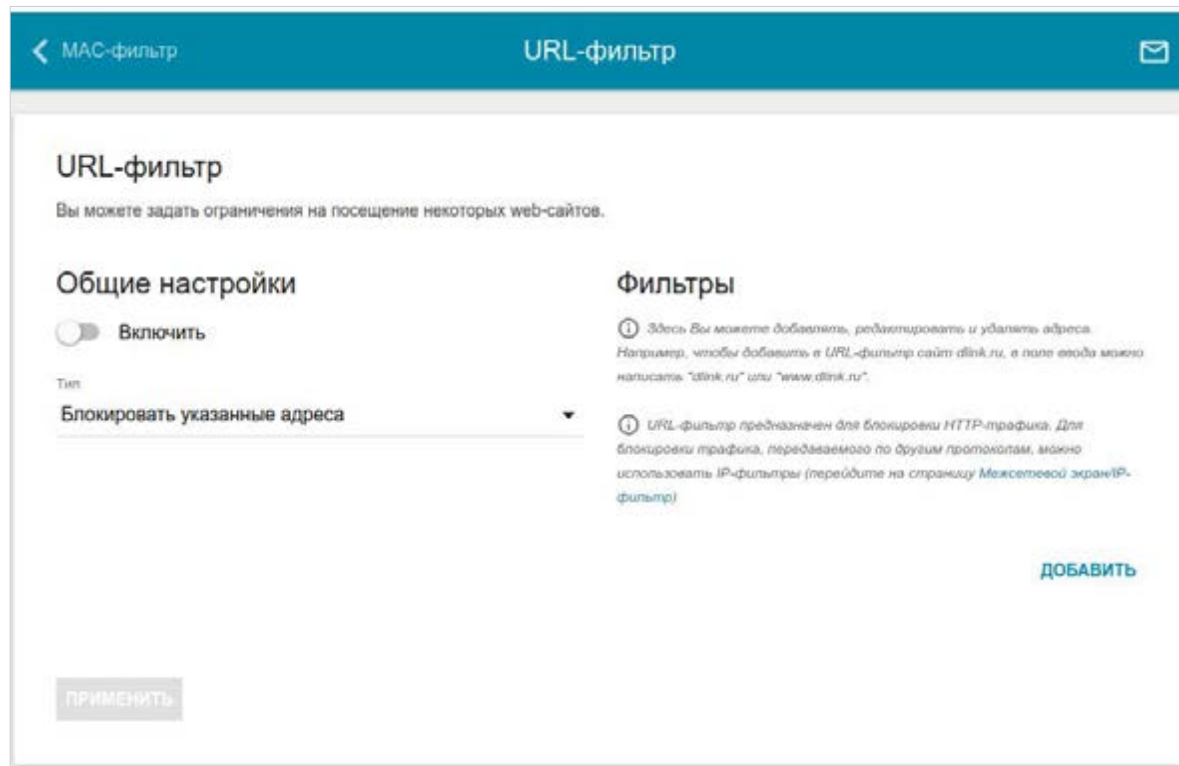 МАС-фильтр
URL-фильтр
URL-фильтр
Вы можете задать ограничения на посещение некоторых web-сайтов.
Общие настройки
Включить
Тип
Блокировать указанные адреса
Фильтры
Здесь Вы можете добавлять, редактировать и удалять адреса.
Например, чтобы добавить в URL-фильтр сайт dlink.ru, в поле ввода можно
написать "dlink.ru" или "www.dlink.ru".
URL-фильтр предназначен для блокировки HTTP-трафика. Для
блокировки трафика, передаваемого по другим протоколам, можно
использовать IP-фильтры (перейдите на страницу Межсетевой экран/IP-
фильтр)
ДОБАВИТЬ
ПРИМЕНИТЬ